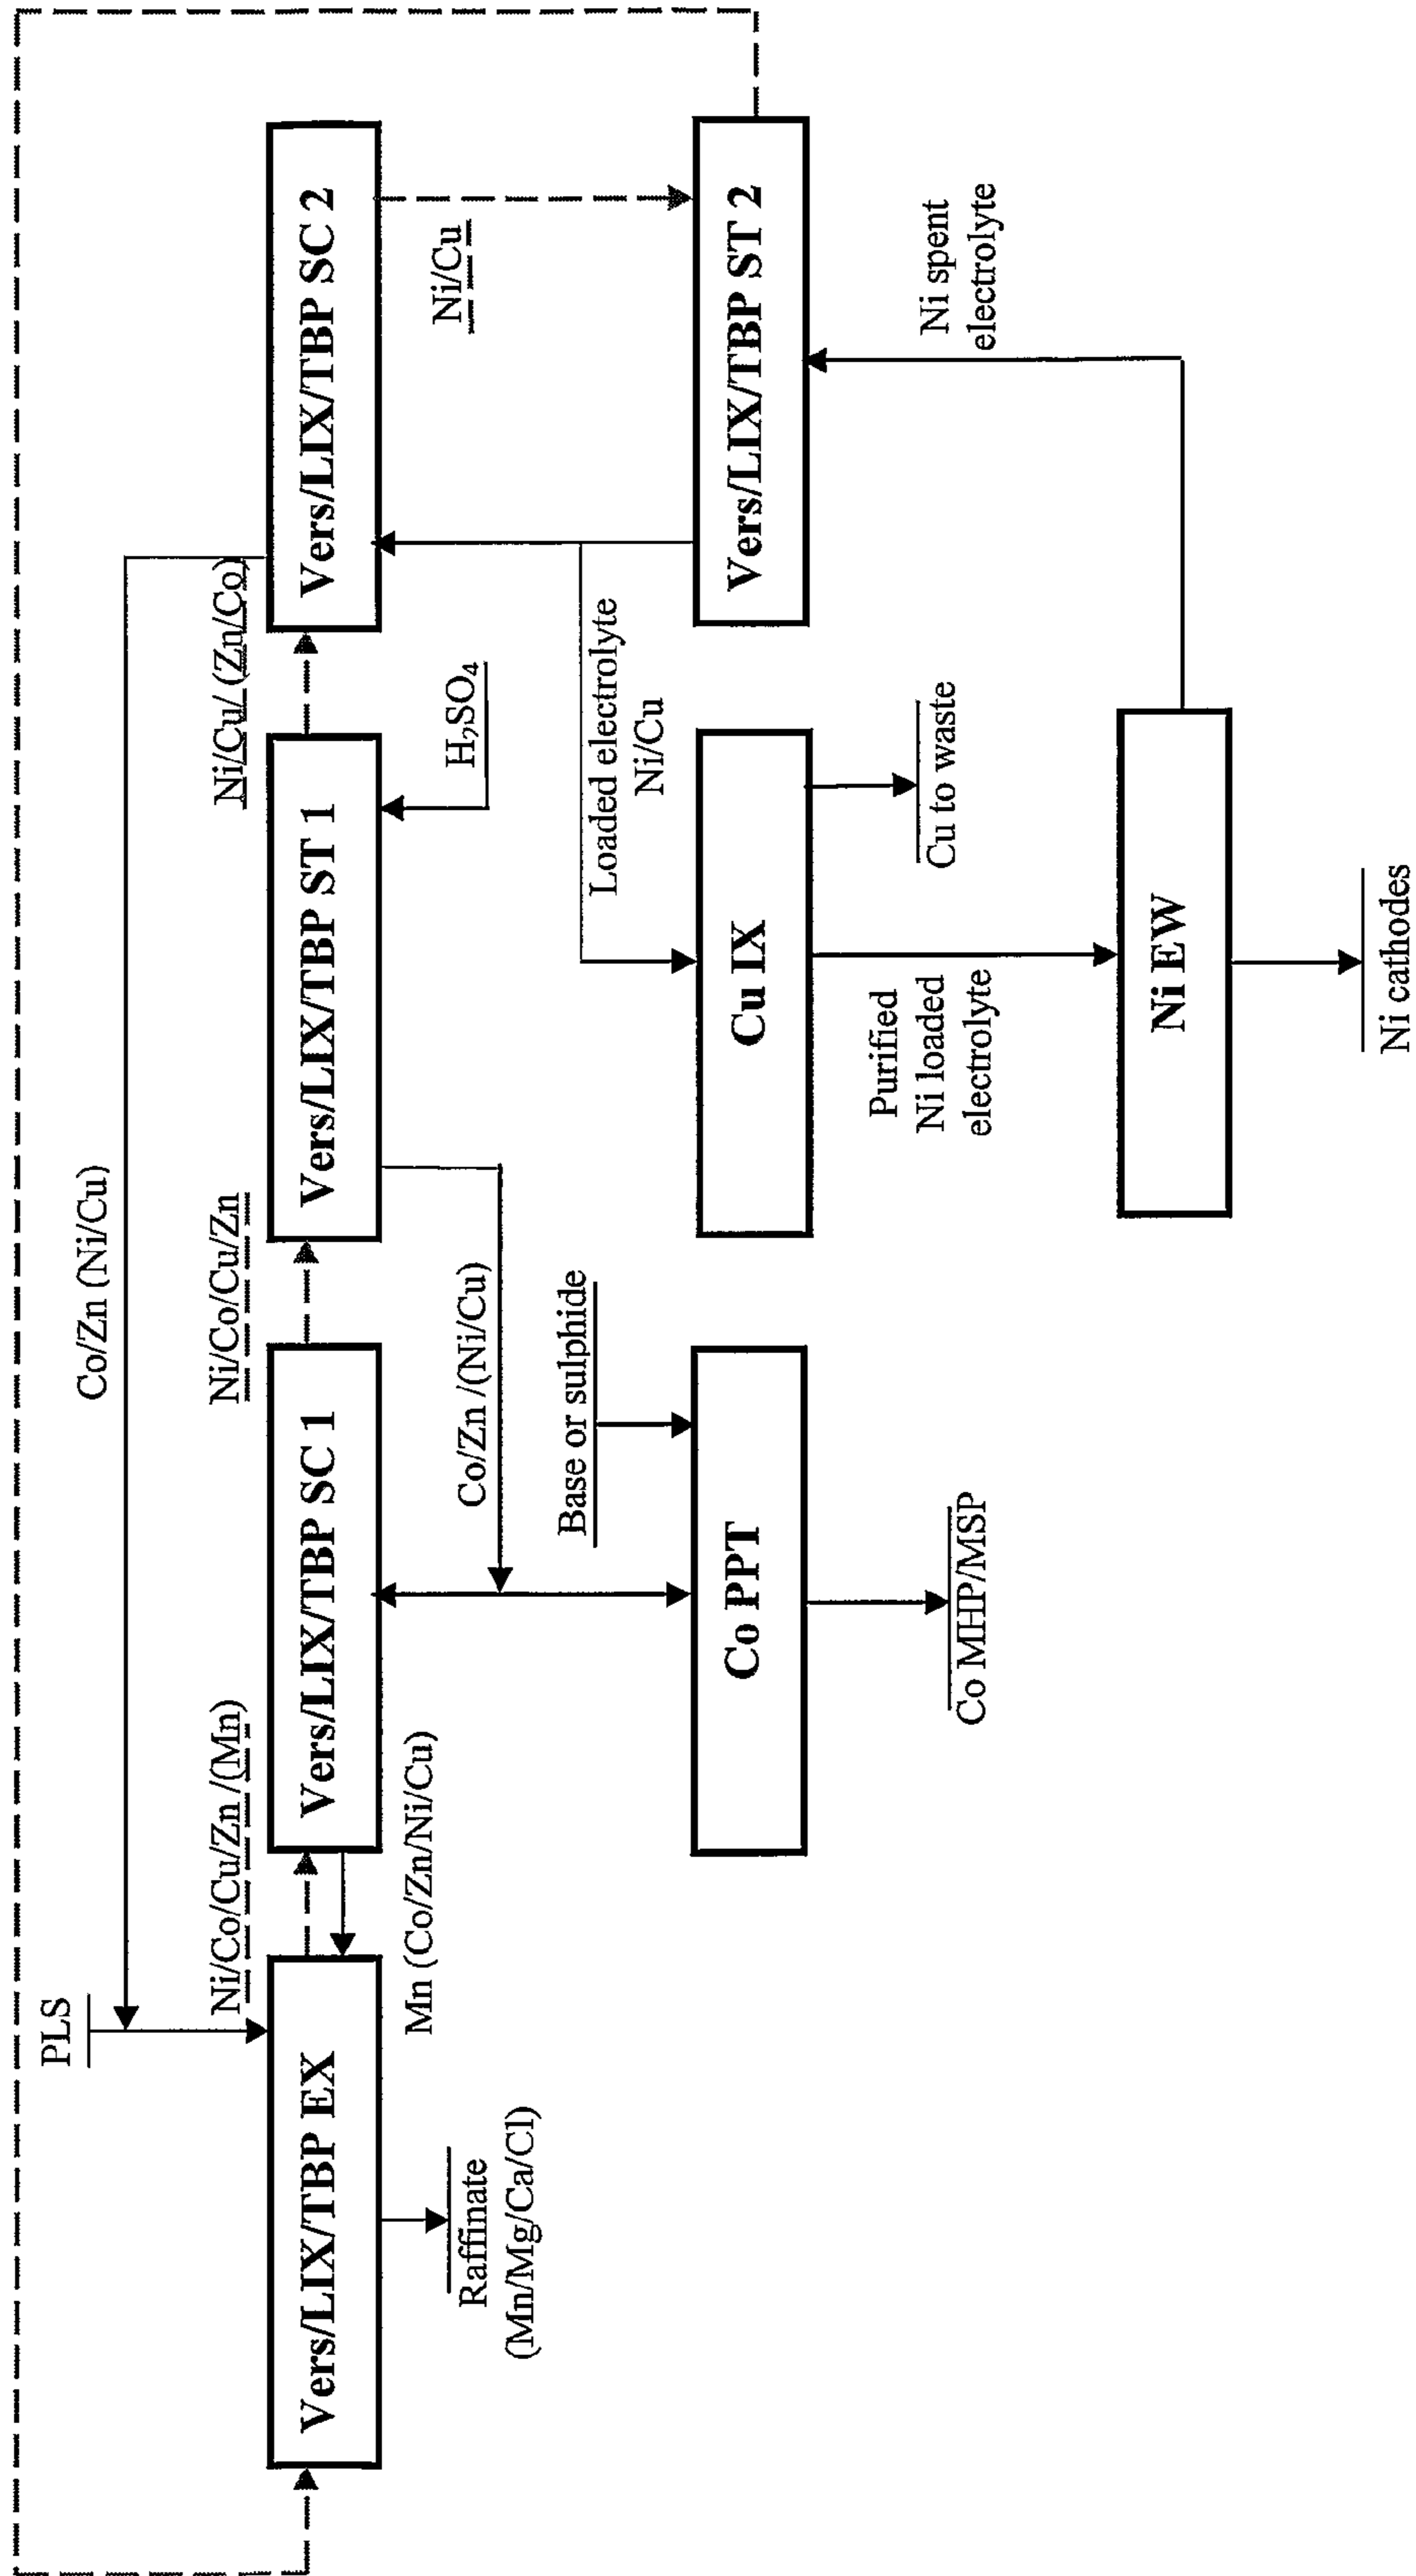 Co/Zn (Ni/Cu)
PLS
Ni/Co/Cu/Zn /(Mn)
Ni/Co/Cu/Zn
Ni/Cu/ (Zn/Co)
Vers/LIX/TBP EX
Vers/LIX/TBP SC 1
Vers/LIX/TBP ST 1
Vers/LIX/TBP SC 2
Raffinate
(Mn/Mg/Ca/Cl)
Mn (Co/Zn/Ni/Cu)
Co/Zn /(Ni/Cu)
H₂SO₄
Ni/Cu
Base or sulphide
Loaded electrolyte
Ni/Cu
Co PPT
Cu IX
Vers/LIX/TBP ST 2
Co MHP/MSP
Purified
Ni loaded
electrolyte
Cu to waste
Ni spent
electrolyte
Ni EW
Ni cathodes